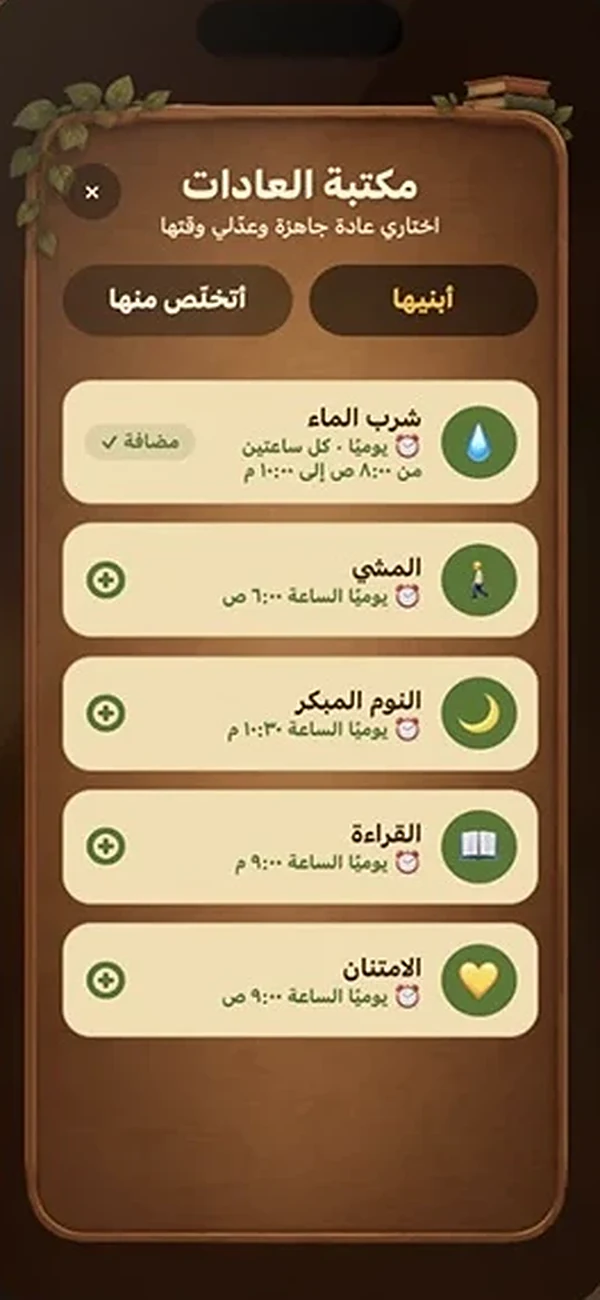 مكتبة العادات
اختاري عادة جاهزة وعدّلي وقتها
أبنيها
أتخلّص منها
شرب الماء
يوميًا · كل ساعتين
من ٨:٠٠ ص إلى ١٠:٠٠ م
مضافة ✓
المشي
يوميًا الساعة ٦:٠٠ ص
النوم المبكر
يوميًا الساعة ١٠:٣٠ م
القراءة
يوميًا الساعة ٩:٠٠ م
الامتنان
يوميًا الساعة ٩:٠٠ ص